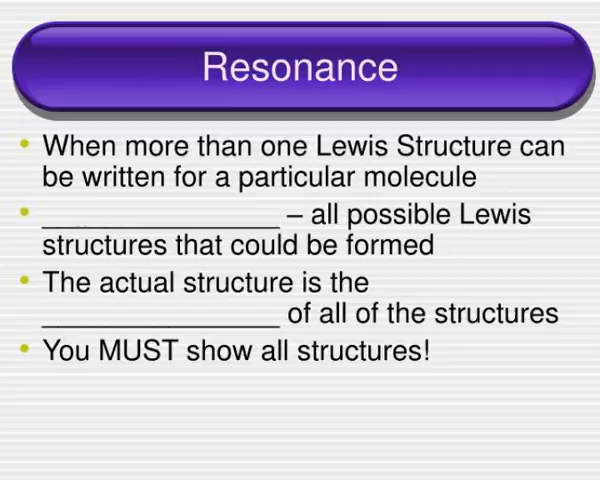 Resonance
• When more than one Lewis Structure can
be written for a particular molecule
• ________________ – all possible Lewis
structures that could be formed
• The actual structure is the
________________ of all of the structures
• You MUST show all structures!